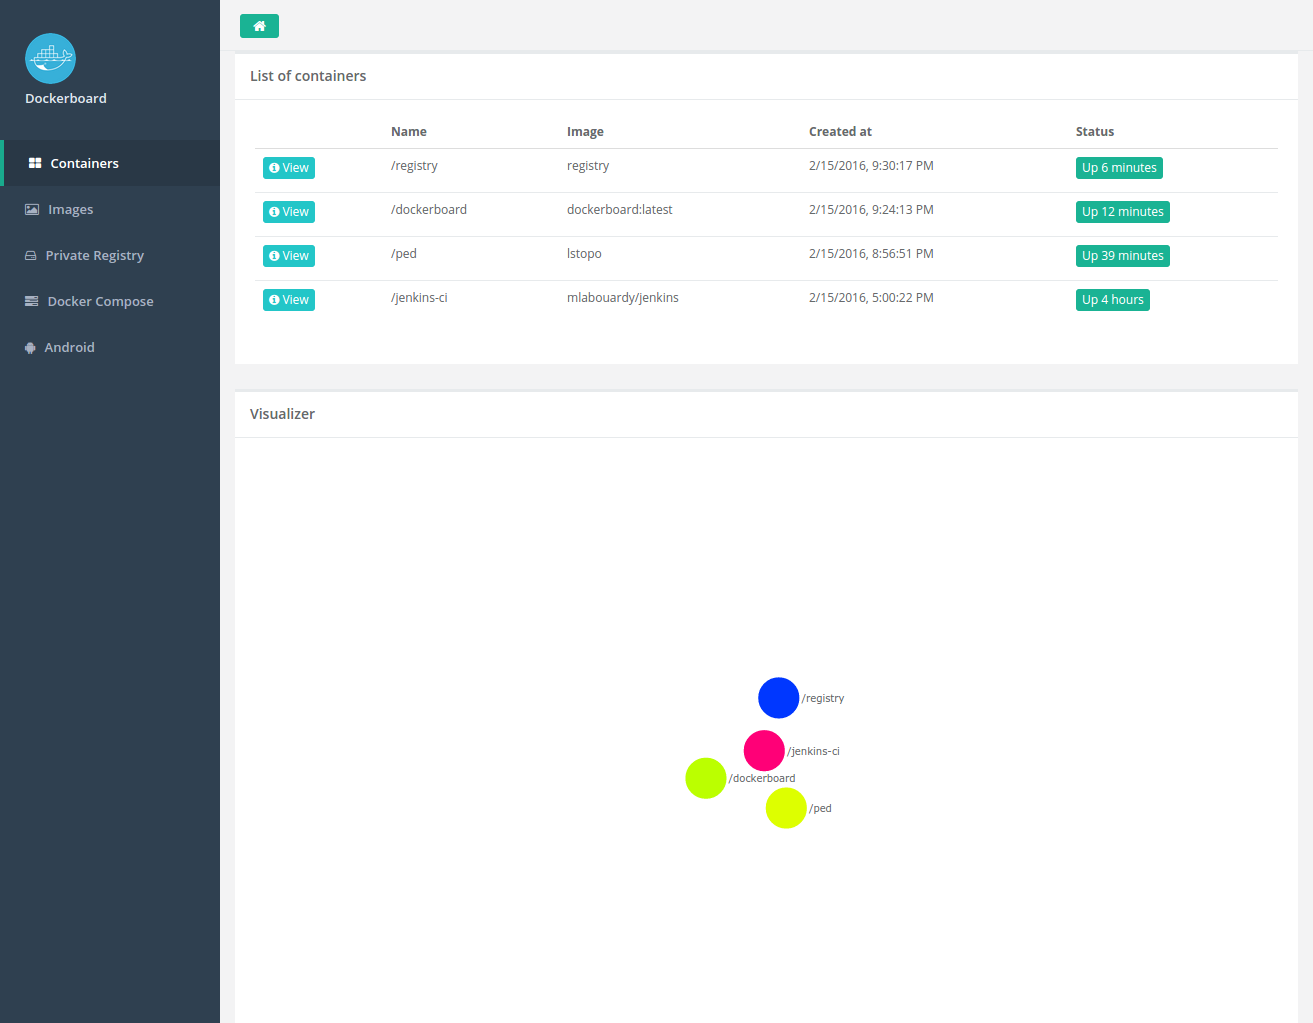 Dockerboard
Containers
Images
Private Registry
Docker Compose
Android
List of containers
Name Image Created at Status
View /registry registry 2/15/2016, 9:30:17 PM Up 6 minutes
View /dockerboard dockerboard:latest 2/15/2016, 9:24:13 PM Up 12 minutes
View /ped lstopo 2/15/2016, 8:56:51 PM Up 39 minutes
View /jenkins-ci mlabouardy/jenkins 2/15/2016, 5:00:22 PM Up 4 hours
Visualizer
/registry
/jenkins-ci
/dockerboard
/ped